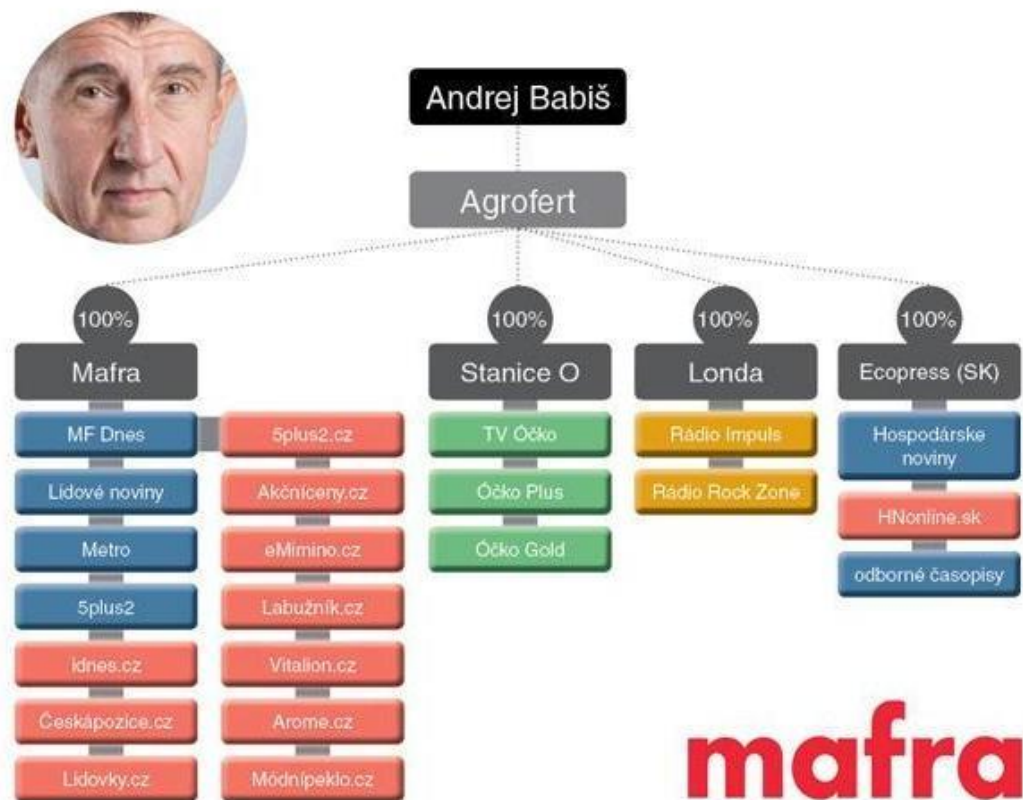 Andrej Babiš
Agrofert
100%
Mafra
MF Dnes
Lidové noviny
Metro
5plus2
idnes.cz
Českápozice.cz
Lidovky.cz
5plus2.cz
Akčníceny.cz
eMimino.cz
Labužník.cz
Vitalion.cz
Arome.cz
Módnípeklo.cz
100%
Stanice O
TV Óčko
Óčko Plus
Óčko Gold
100%
Londa
Rádio Impuls
Rádio Rock Zone
100%
Ecopress (SK)
Hospodárske
noviny
HNonline.sk
odborné časopisy
mafra